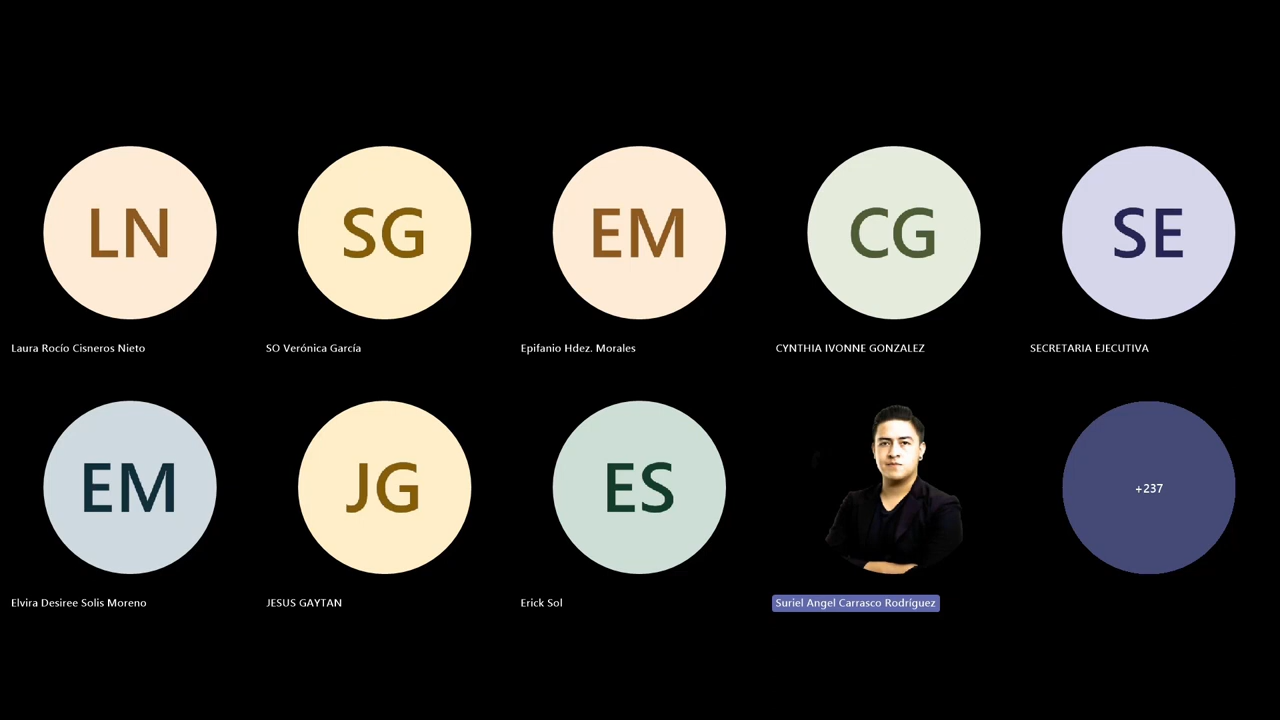 LN
SG
EM
CG
SE
Laura Rocío Cisneros Nieto
SO Verónica García
Epifanio Hdez. Morales
CYNTHIA IVONNE GONZALEZ
SECRETARIA EJECUTIVA
EM
JG
ES
+237
Elvira Desiree Solis Moreno
JESUS GAYTAN
Erick Sol
Suriel Angel Carrasco Rodríguez